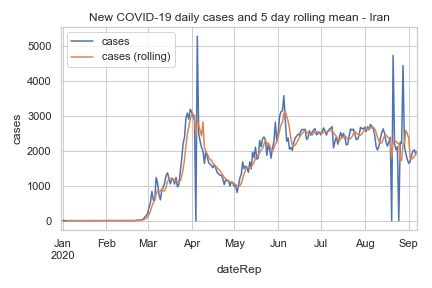 New COVID-19 daily cases and 5 day rolling mean - Iran
cases
cases (rolling)
5000
4000
3000
2000
1000
0
cases
Jan Feb Mar Apr May Jun Jul Aug Sep
2020
dateRep